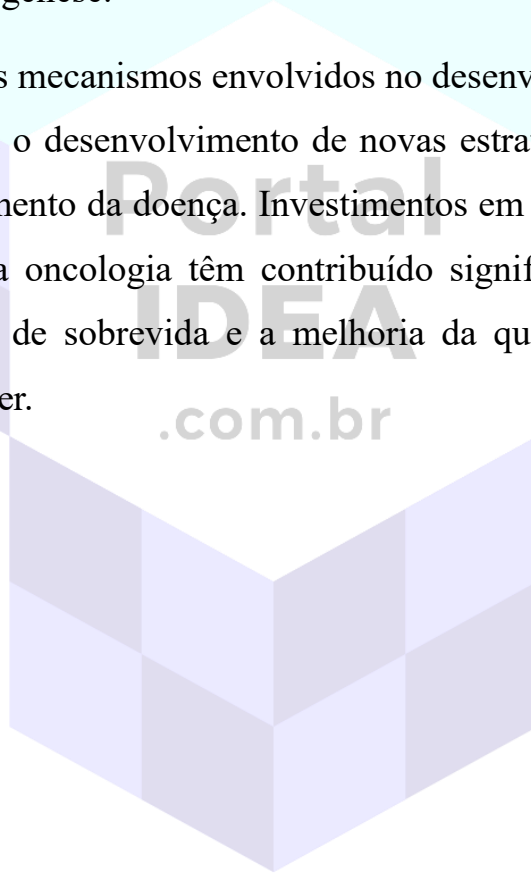 s mecanismos envolvidos no desenv
o desenvolvimento de novas estra
mento da doença. Investimentos em
a oncologia têm contribuído signif
de sobrevida e a melhoria da qu
er.
Portal
IDEA
.com.br